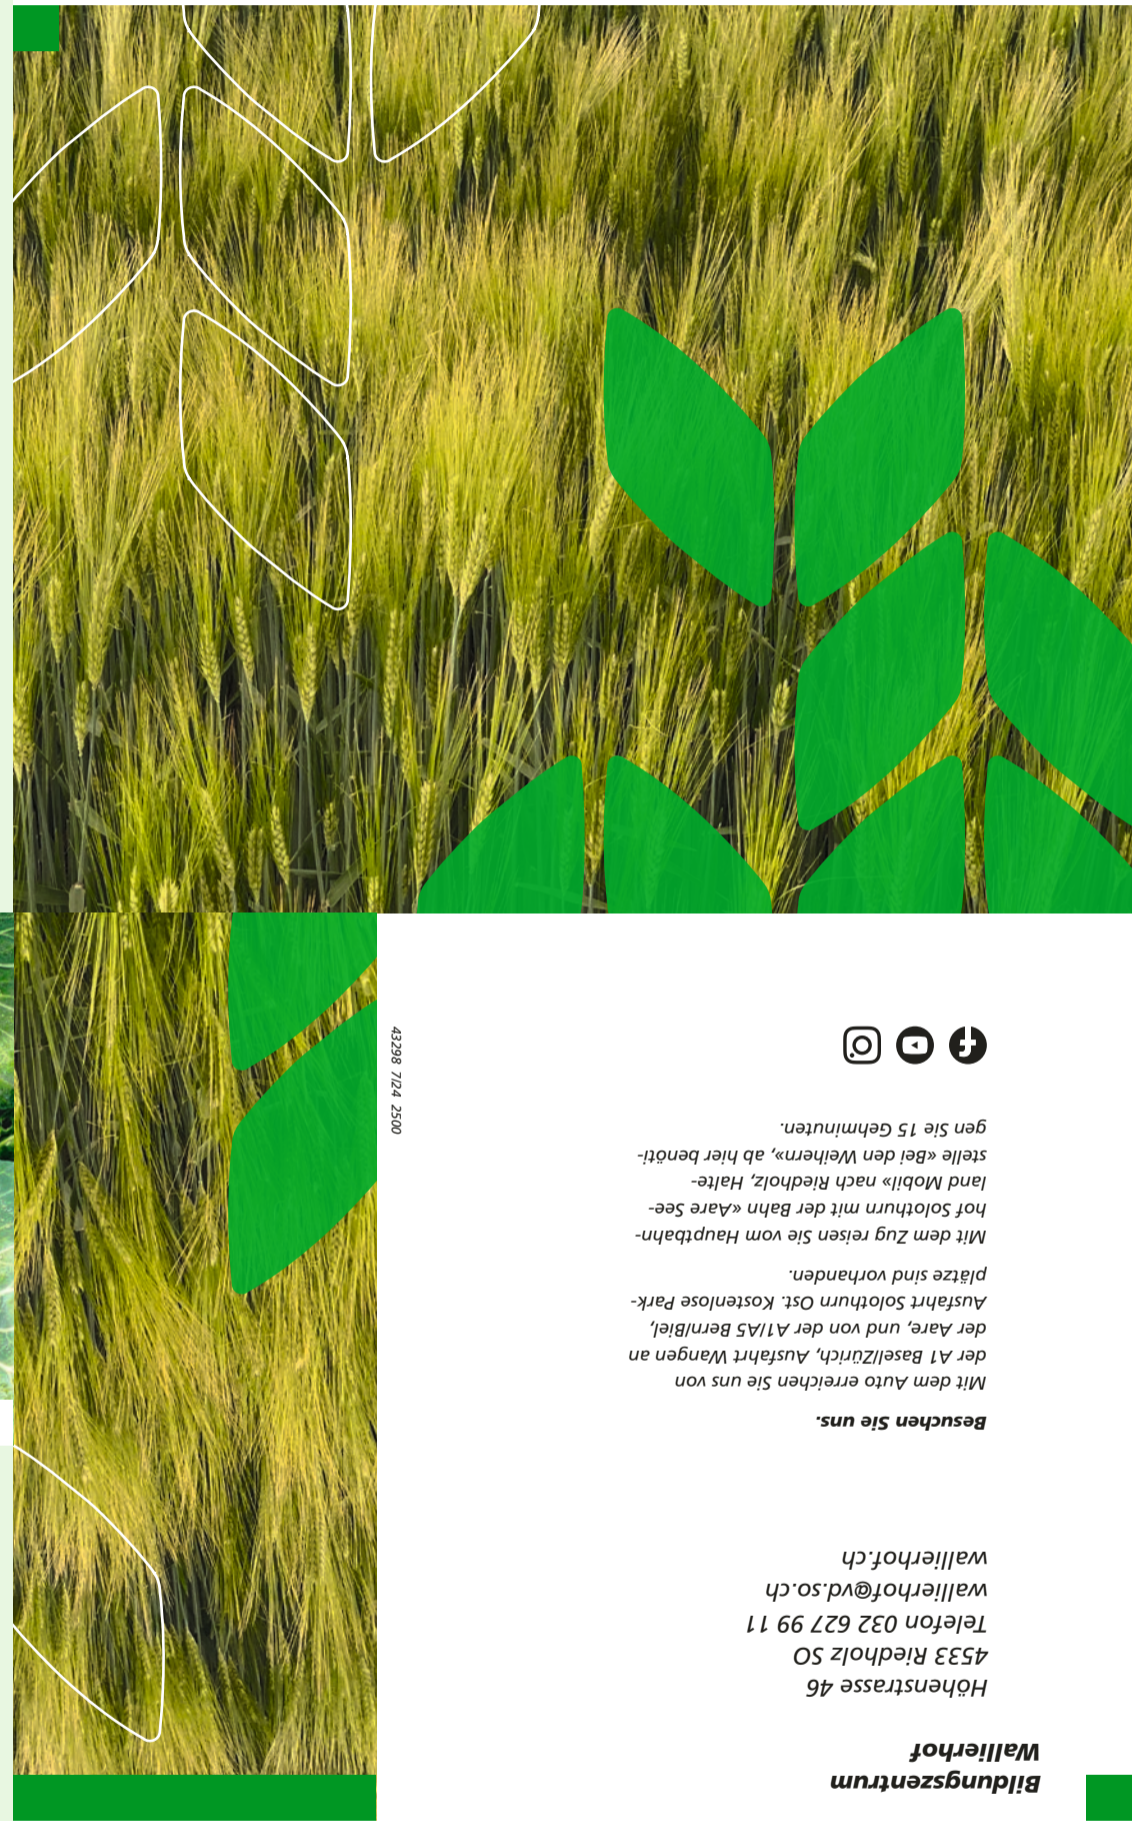 Bildungszentrum
Wallierhof
Höhenstrasse 46
4533 Riedholz SO
Telefon 032 627 99 11
wallierhof@vd.so.ch
wallierhof.ch
Besuchen Sie uns.
Mit dem Auto erreichen Sie uns von
der A1 Basel/Zürich, Ausfahrt Wangen an
der Aare, und von der A1/A5 Bern/Biel,
Ausfahrt Solothurn Ost. Kostenlose Park-
plätze sind vorhanden.
Mit dem Zug reisen Sie vom Hauptbahn-
hof Solothurn mit der Bahn «Aare See-
land Mobil» nach Riedholz, Halte-
stelle «Bei den Weihern», ab hier benöti-
gen Sie 15 Gehminuten.
43298 7/24 2500